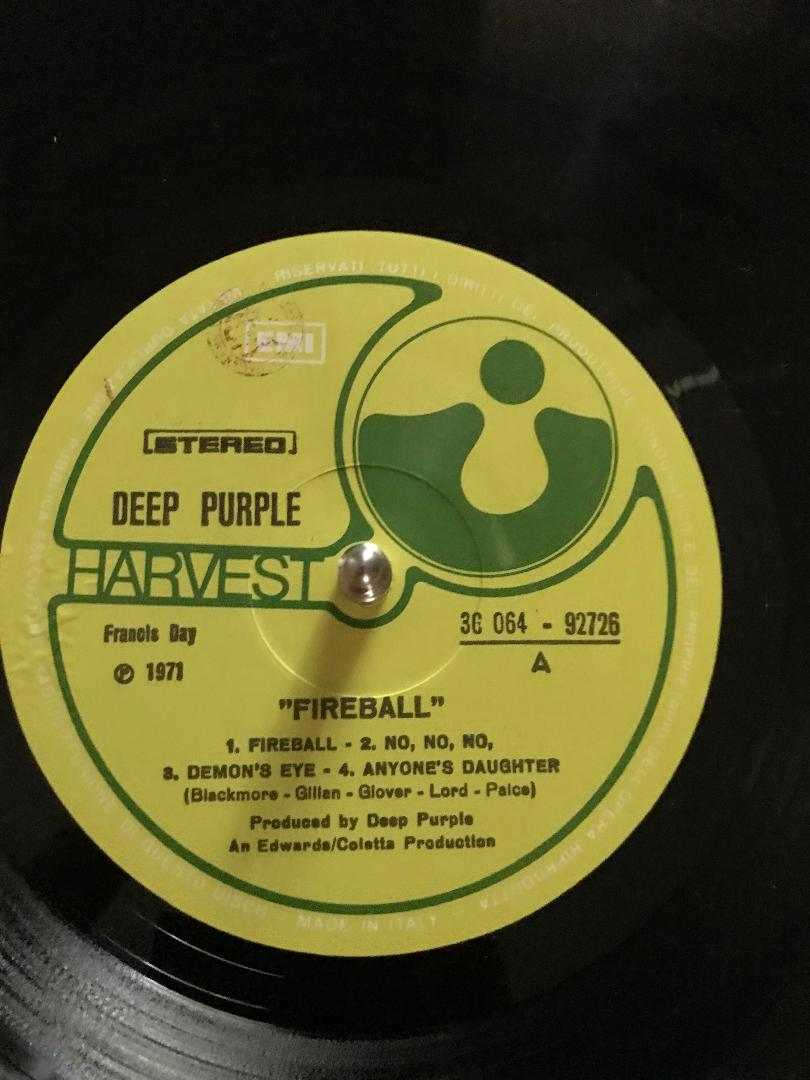 RISERVATI TUTTI I DIRITTI DEL PRODUTTORE
EMI
STEREO
DEEP PURPLE
HARVEST
Francis Day
℗ 1971
3C 064 - 92726
A
"FIREBALL"
1. FIREBALL - 2. NO, NO, NO,
3. DEMON'S EYE - 4. ANYONE'S DAUGHTER
(Blackmore - Gillan - Glover - Lord - Paice)
Produced by Deep Purple
An Edwards/Coletta Production
MADE IN ITALY